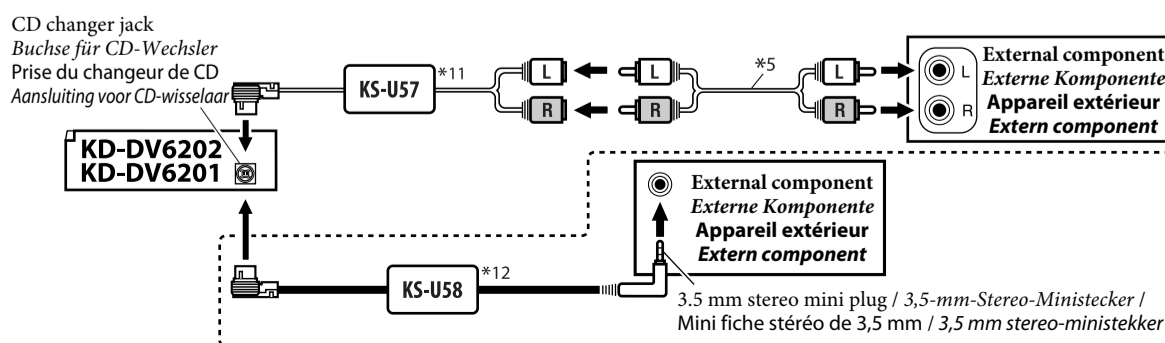 CD changer jack
Buchse für CD-Wechsler
Prise du changeur de CD
Aansluiting voor CD-wisselaar
KS-U57
*11
L
R
L
R
*5
L
R
L
R
External component
Externe Komponente
Appareil extérieur
Extern component
KD-DV6202
KD-DV6201
External component
Externe Komponente
Appareil extérieur
Extern component
KS-U58
*12
3.5 mm stereo mini plug / 3,5-mm-Stereo-Ministecker /
Mini fiche stéréo de 3,5 mm / 3,5 mm stereo-ministekker